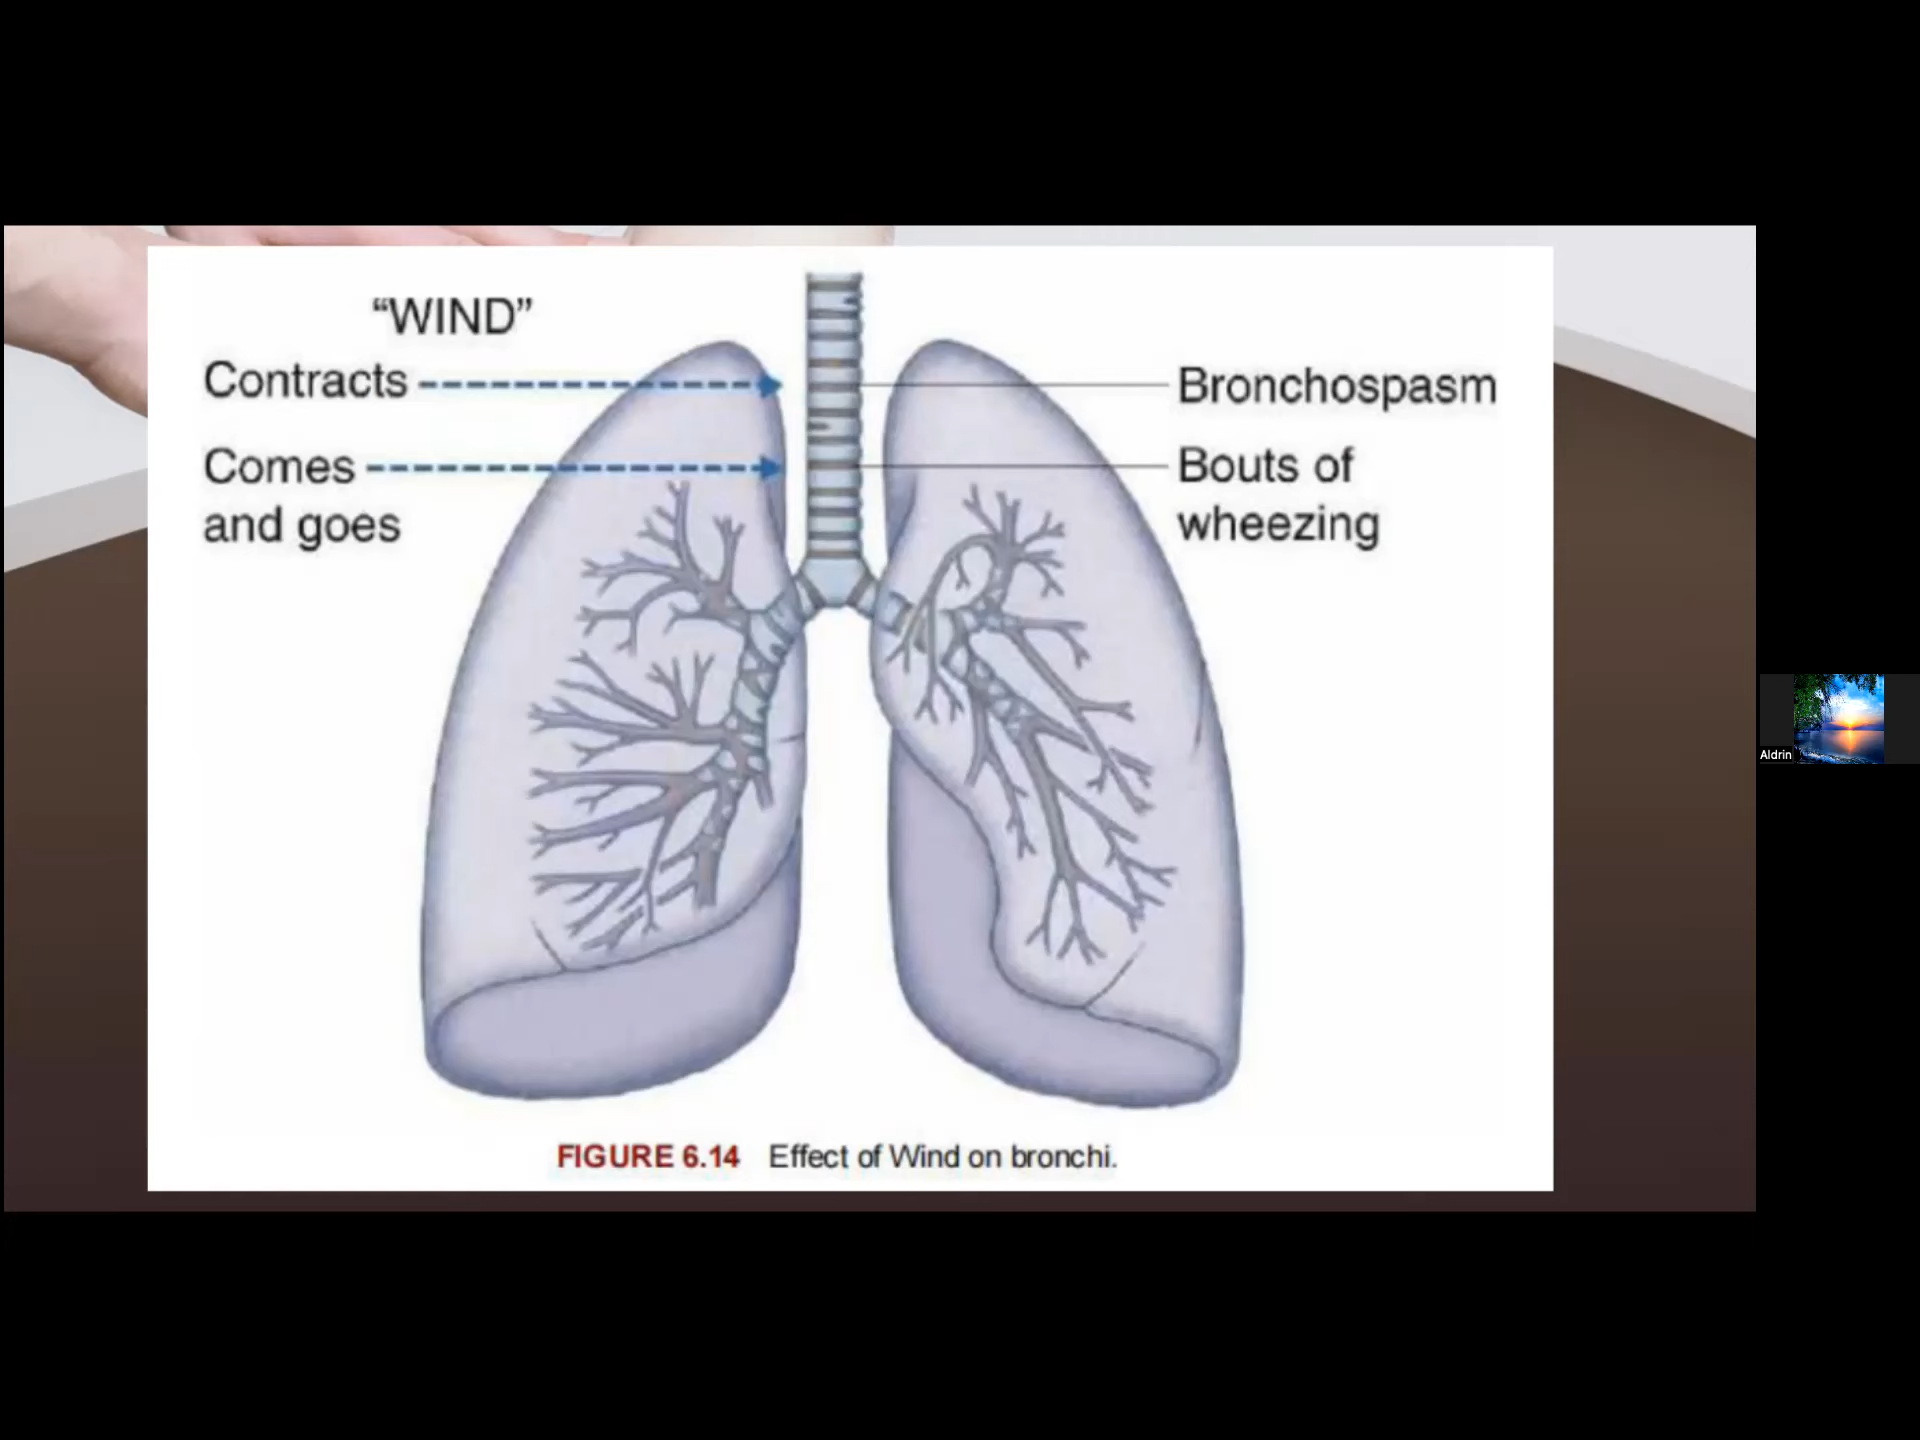 “WIND”
Contracts
Bronchospasm
Comes
and goes
Bouts of
wheezing
FIGURE 6.14 Effect of Wind on bronchi.
Aldrin